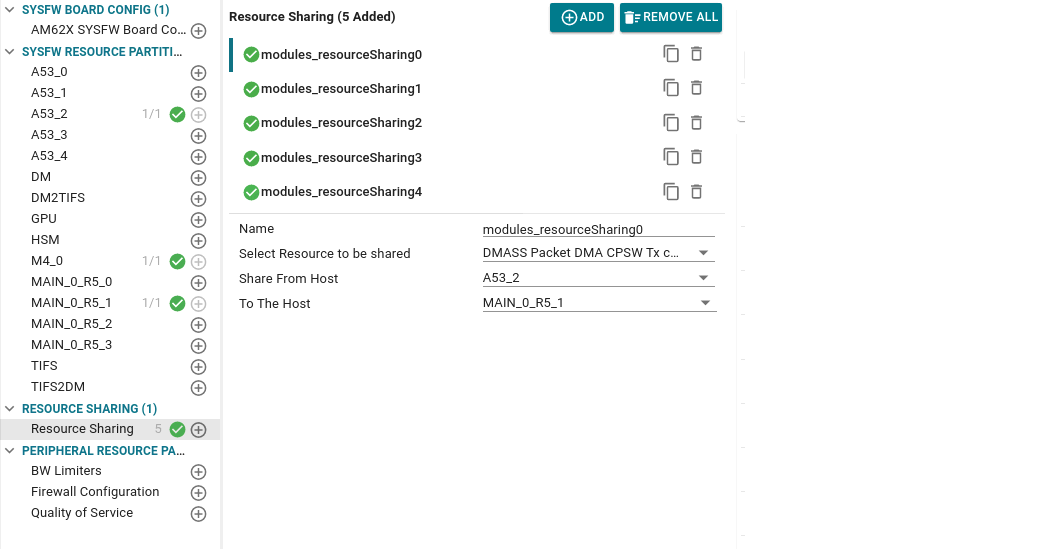 SYSFW BOARD CONFIG (1)
AM62X SYSFW Board Co...
SYSFW RESOURCE PARTITI...
A53_0
A53_1
A53_2 1/1
A53_3
A53_4
DM
DM2TIFS
GPU
HSM
M4_0 1/1
MAIN_0_R5_0
MAIN_0_R5_1 1/1
MAIN_0_R5_2
MAIN_0_R5_3
TIFS
TIFS2DM
RESOURCE SHARING (1)
Resource Sharing 5
PERIPHERAL RESOURCE PA...
BW Limiters
Firewall Configuration
Quality of Service
Resource Sharing (5 Added) ADD REMOVE ALL
modules_resourceSharing0
modules_resourceSharing1
modules_resourceSharing2
modules_resourceSharing3
modules_resourceSharing4
Name modules_resourceSharing0
Select Resource to be shared DMASS Packet DMA CPSW Tx c...
Share From Host A53_2
To The Host MAIN_0_R5_1